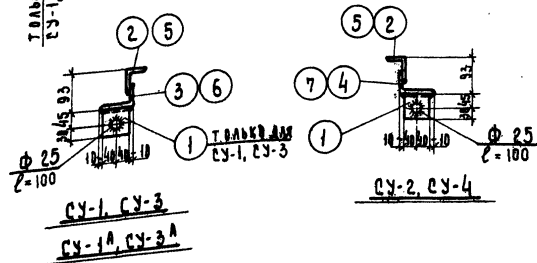 ТОЛЬКО ДЛЯ
СУ-1,
2 5
93
3 6
30 45
1
ТОЛЬКО ДЛЯ
СУ-1, СУ-3
10 40 40 10
Ф 25
ℓ=100
СУ-1, СУ-3
СУ-1А, СУ-3А
5 2
93
7 4
30 45
1
10 40 40 10
Ф 25
ℓ=100
СУ-2, СУ-4